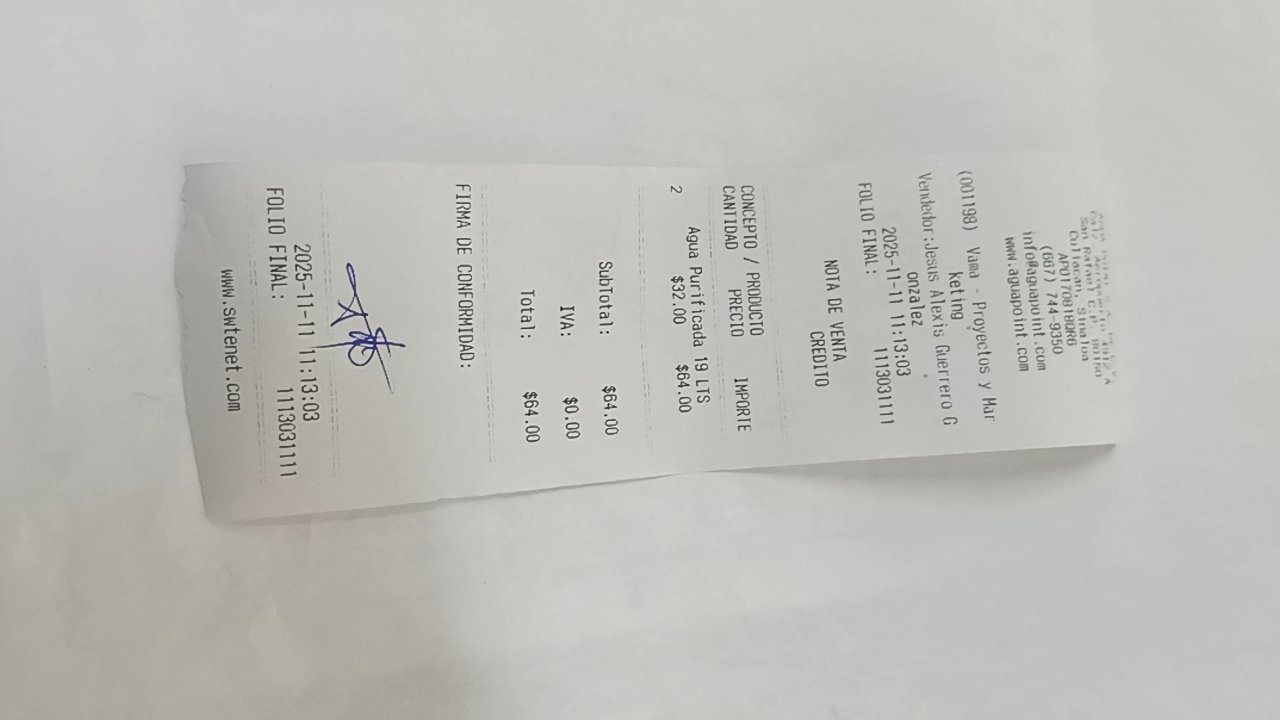 San Rafael C.P. 80150
Culiacan, Sinaloa
APO170818QR6
(667) 744-9350
info@aguapoint.com
www.aguapoint.com
(001198) Vama - Proyectos y Mar
keting
Vendedor:Jesus Alexis Guerrero G
onzalez
2025-11-11 11:13:03
FOLIO FINAL: 1113031111
NOTA DE VENTA
CREDITO
CONCEPTO / PRODUCTO
CANTIDAD PRECIO IMPORTE
Agua Purificada 19 LTS
2 $32.00 $64.00
SubTotal: $64.00
IVA: $0.00
Total: $64.00
FIRMA DE CONFORMIDAD:
2025-11-11 11:13:03
FOLIO FINAL: 1113031111
www.swtenet.com